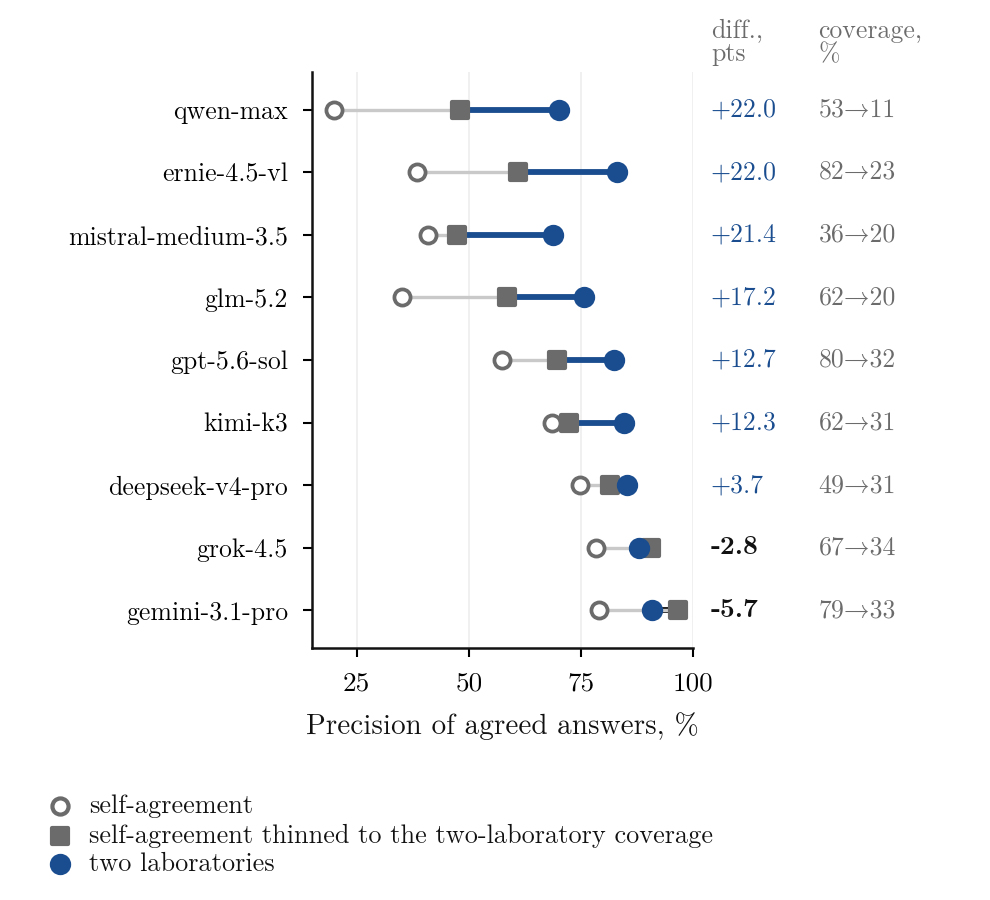 diff., coverage,
pts %
qwen-max +22.0 53→11
ernie-4.5-vl +22.0 82→23
mistral-medium-3.5 +21.4 36→20
glm-5.2 +17.2 62→20
gpt-5.6-sol +12.7 80→32
kimi-k3 +12.3 62→31
deepseek-v4-pro +3.7 49→31
grok-4.5 -2.8 67→34
gemini-3.1-pro -5.7 79→33
25 50 75 100
Precision of agreed answers, %
self-agreement
self-agreement thinned to the two-laboratory coverage
two laboratories